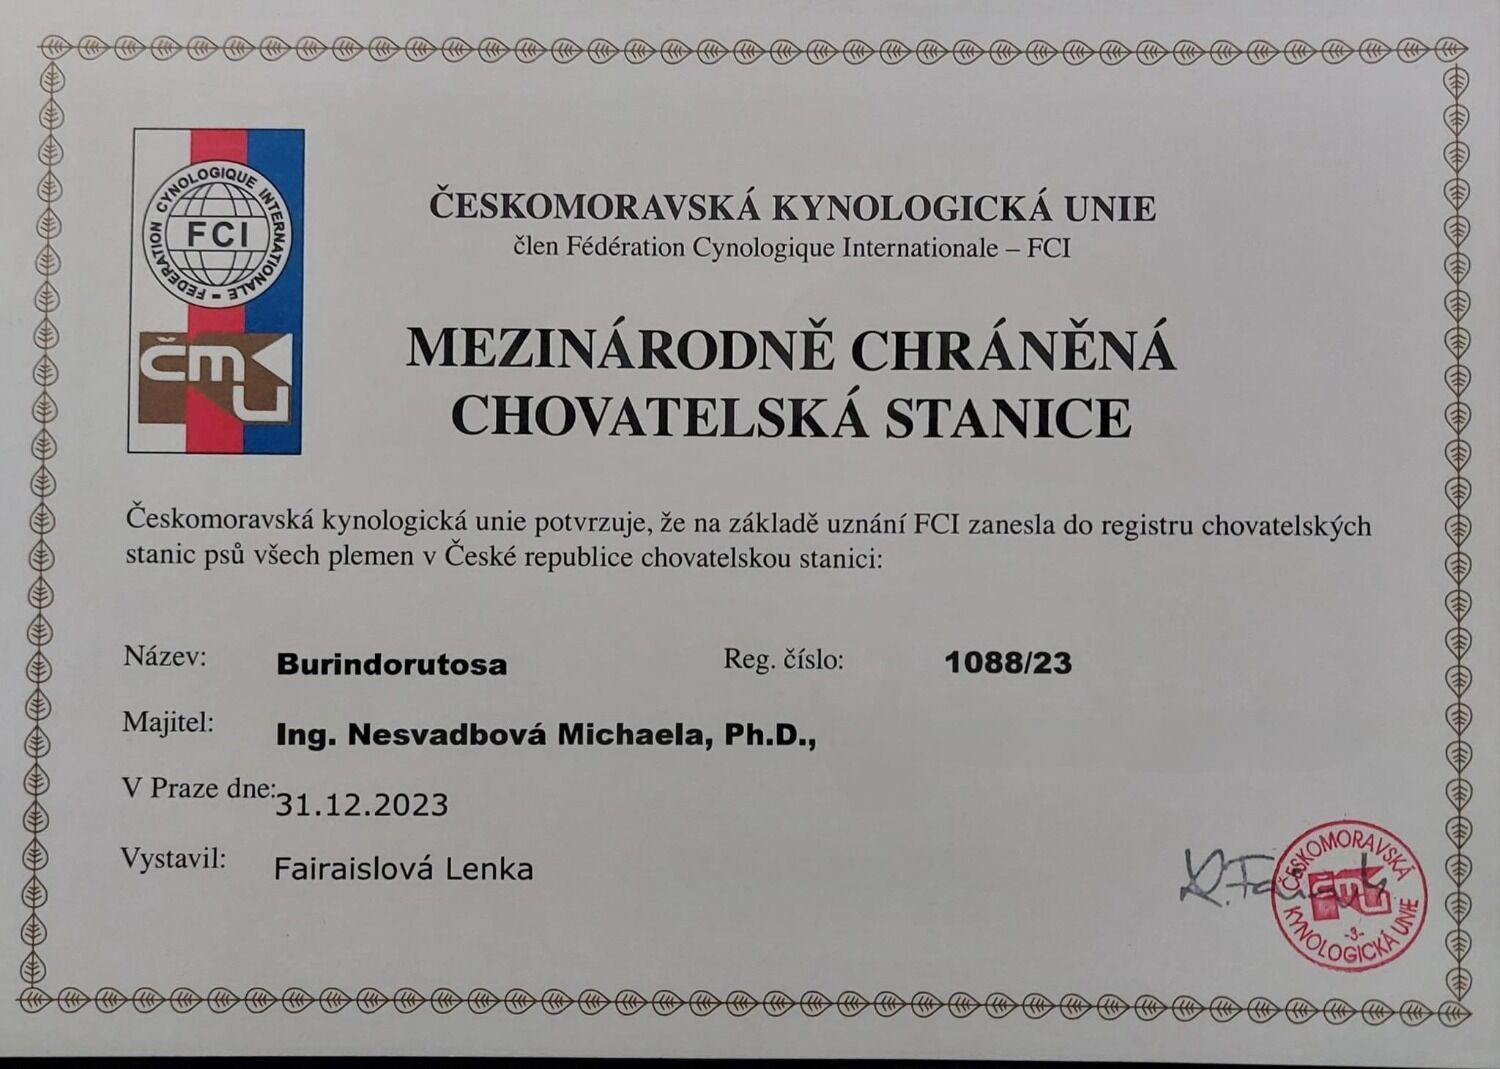 FEDERATION CYNOLOGIQUE INTERNATIONALE –
FCI
čmku
ČESKOMORAVSKÁ KYNOLOGICKÁ UNIE
člen Fédération Cynologique Internationale – FCI
MEZINÁRODNĚ CHRÁNĚNÁ
CHOVATELSKÁ STANICE
Českomoravská kynologická unie potvrzuje, že na základě uznání FCI zanesla do registru chovatelských
stanic psů všech plemen v České republice chovatelskou stanici:
Název: Burindorutosa Reg. číslo: 1088/23
Majitel: Ing. Nesvadbová Michaela, Ph.D.,
V Praze dne: 31.12.2023
Vystavil: Fairaislová Lenka
ČESKOMORAVSKÁ
KYNOLOGICKÁ UNIE
čmku
-3-